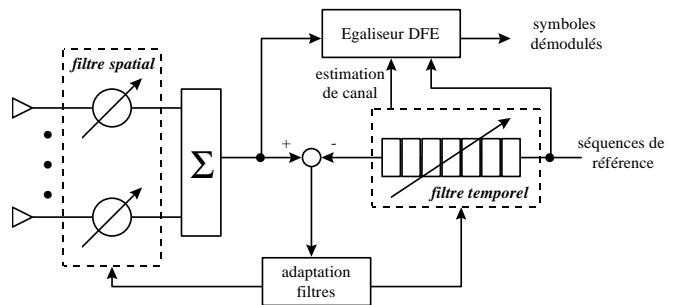 Egaliseur DFE
symboles
démodulés
filtre spatial
estimation
de canal
Σ
+
-
séquences de
référence
filtre temporel
adaptation
filtres